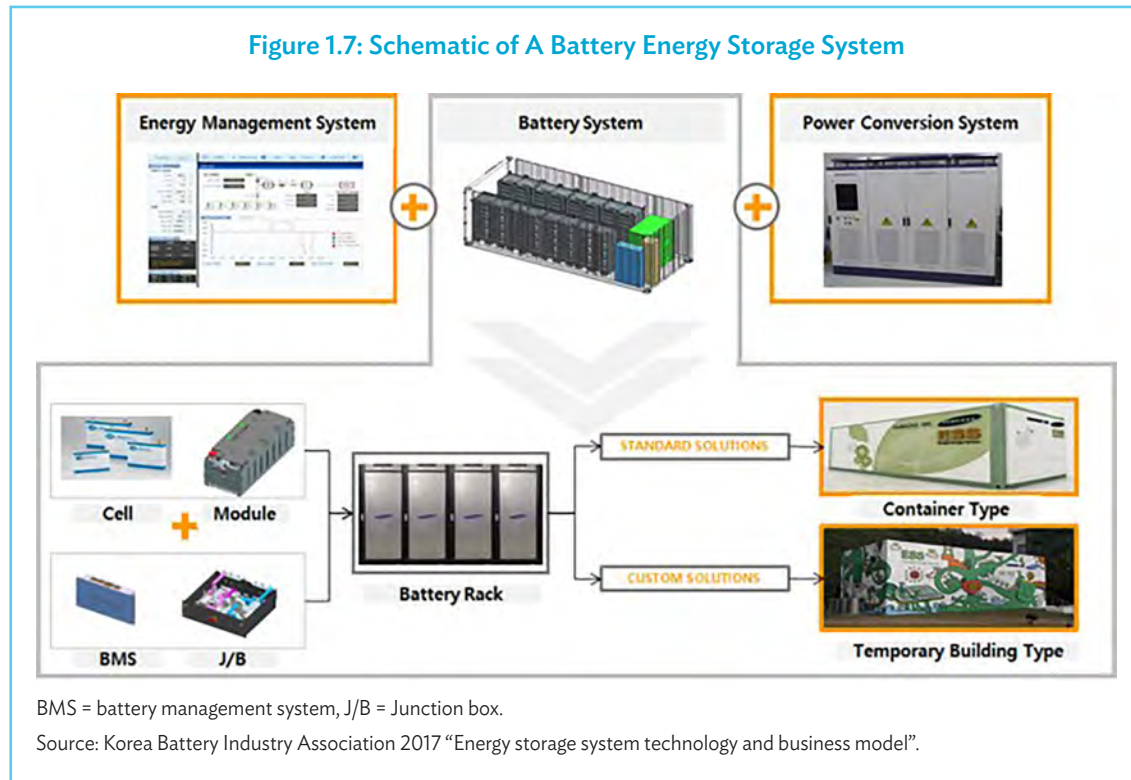 Figure 1.7: Schematic of A Battery Energy Storage System
Energy Management System
Battery System
Power Conversion System
Cell
Module
BMS
J/B
Battery Rack
STANDARD SOLUTIONS
CUSTOM SOLUTIONS
ESS
Container Type
ESS
Temporary Building Type
BMS = battery management system, J/B = Junction box.
Source: Korea Battery Industry Association 2017 “Energy storage system technology and business model”.